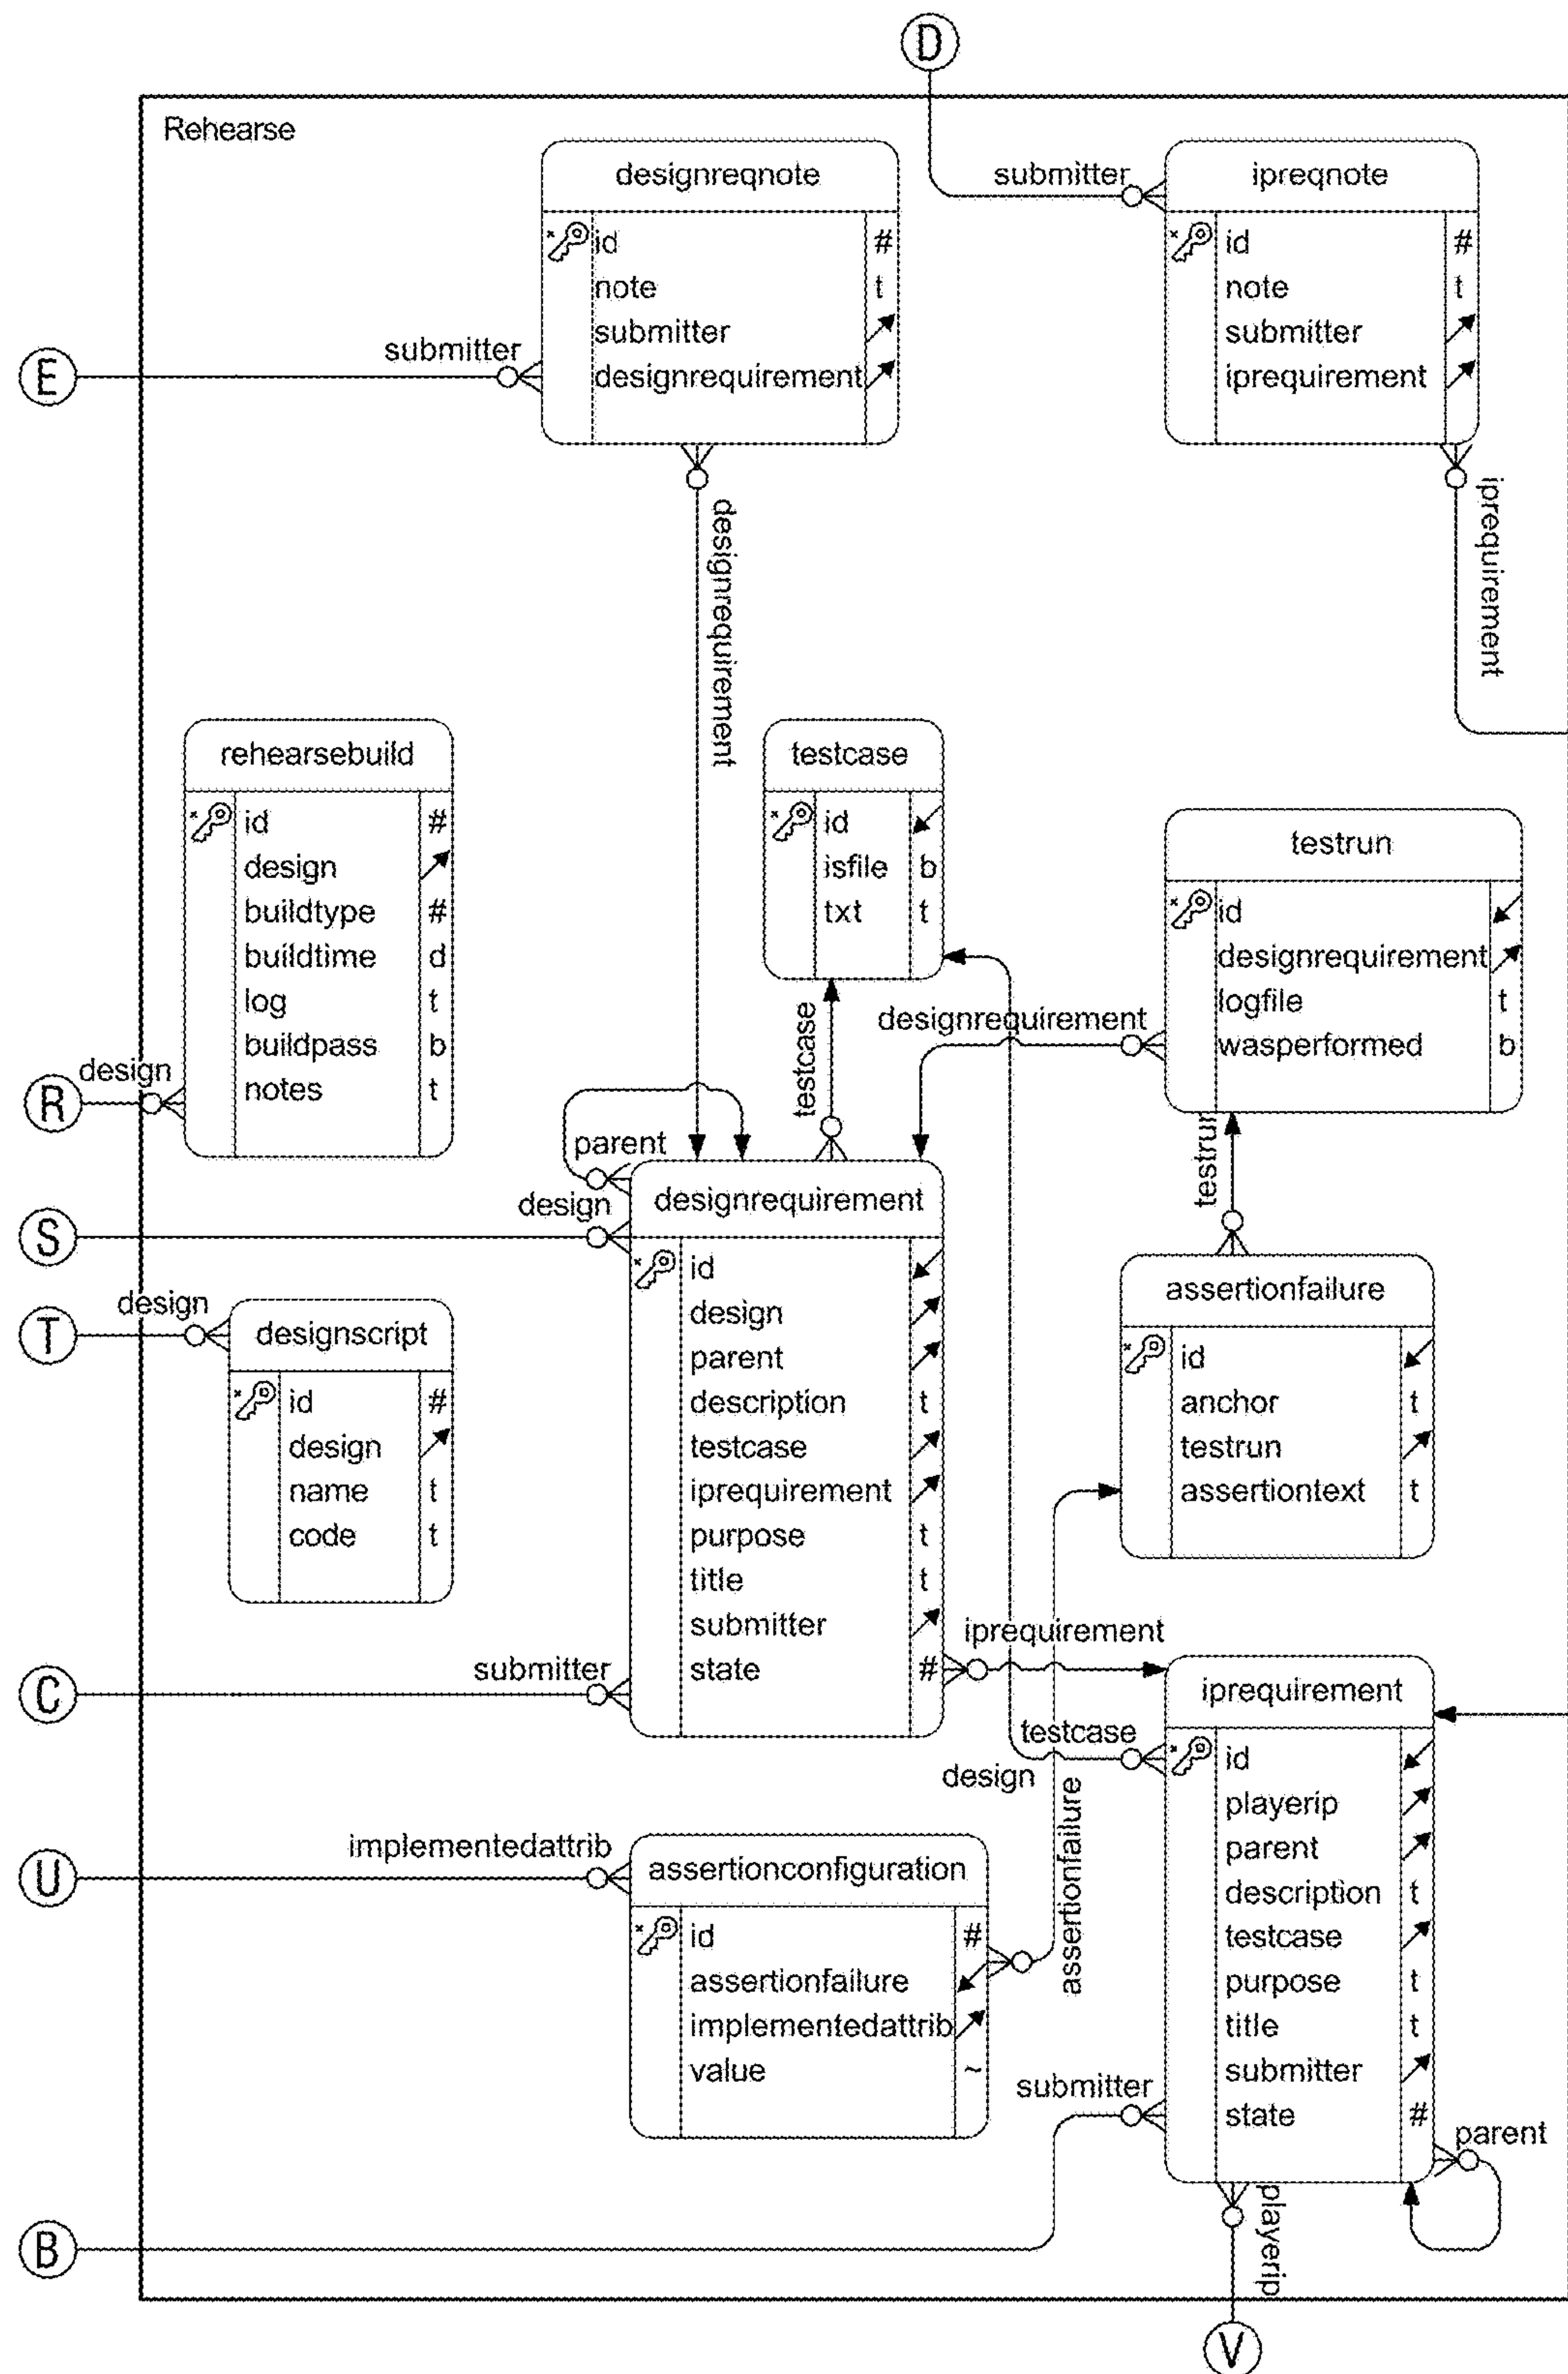 D
Rehearse
designreqnote
id #
note t
submitter
designrequirement
submitter
ipreqnote
id #
note t
submitter
iprequirement
E
submitter
designrequirement
iprequirement
rehearsebuild
id #
design
buildtype #
buildtime d
log t
buildpass b
notes t
testcase
id
isfile b
txt t
testrun
id
designrequirement
logfile t
wasperformed b
R
design
testcase
designrequirement
testrun
parent
S
design
designrequirement
id
design
parent
description t
testcase
iprequirement
purpose t
title t
submitter
state #
T
design
designscript
id #
design
name t
code t
assertionfailure
id
anchor t
testrun
assertiontext t
C
submitter
iprequirement
testcase
design
assertionfailure
iprequirement
id
playerip
parent
description t
testcase
purpose t
title t
submitter
state #
U
implementedattrib
assertionconfiguration
id #
assertionfailure
implementedattrib
value ~
submitter
parent
B
playerip
V